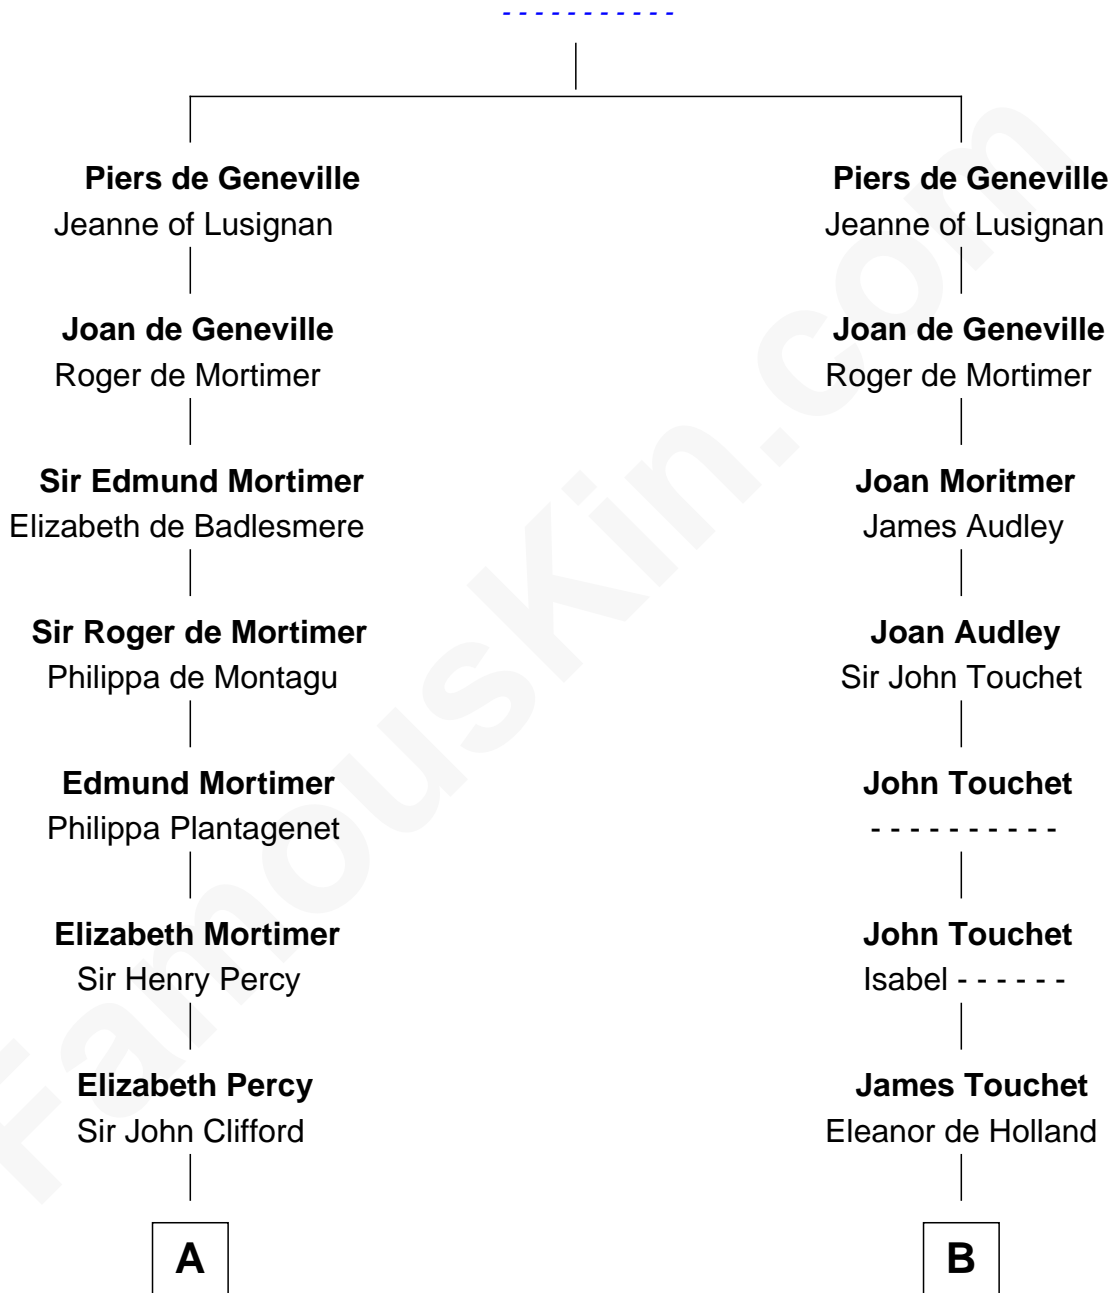 - - - - - - - - - - -
Piers de Geneville
Jeanne of Lusignan
Joan de Geneville
Roger de Mortimer
Sir Edmund Mortimer
Elizabeth de Badlesmere
Sir Roger de Mortimer
Philippa de Montagu
Edmund Mortimer
Philippa Plantagenet
Elizabeth Mortimer
Sir Henry Percy
Elizabeth Percy
Sir John Clifford
A
Piers de Geneville
Jeanne of Lusignan
Joan de Geneville
Roger de Mortimer
Joan Moritmer
James Audley
Joan Audley
Sir John Touchet
John Touchet
- - - - - - - - - -
John Touchet
Isabel - - - - - -
James Touchet
Eleanor de Holland
B
FamousKin.com